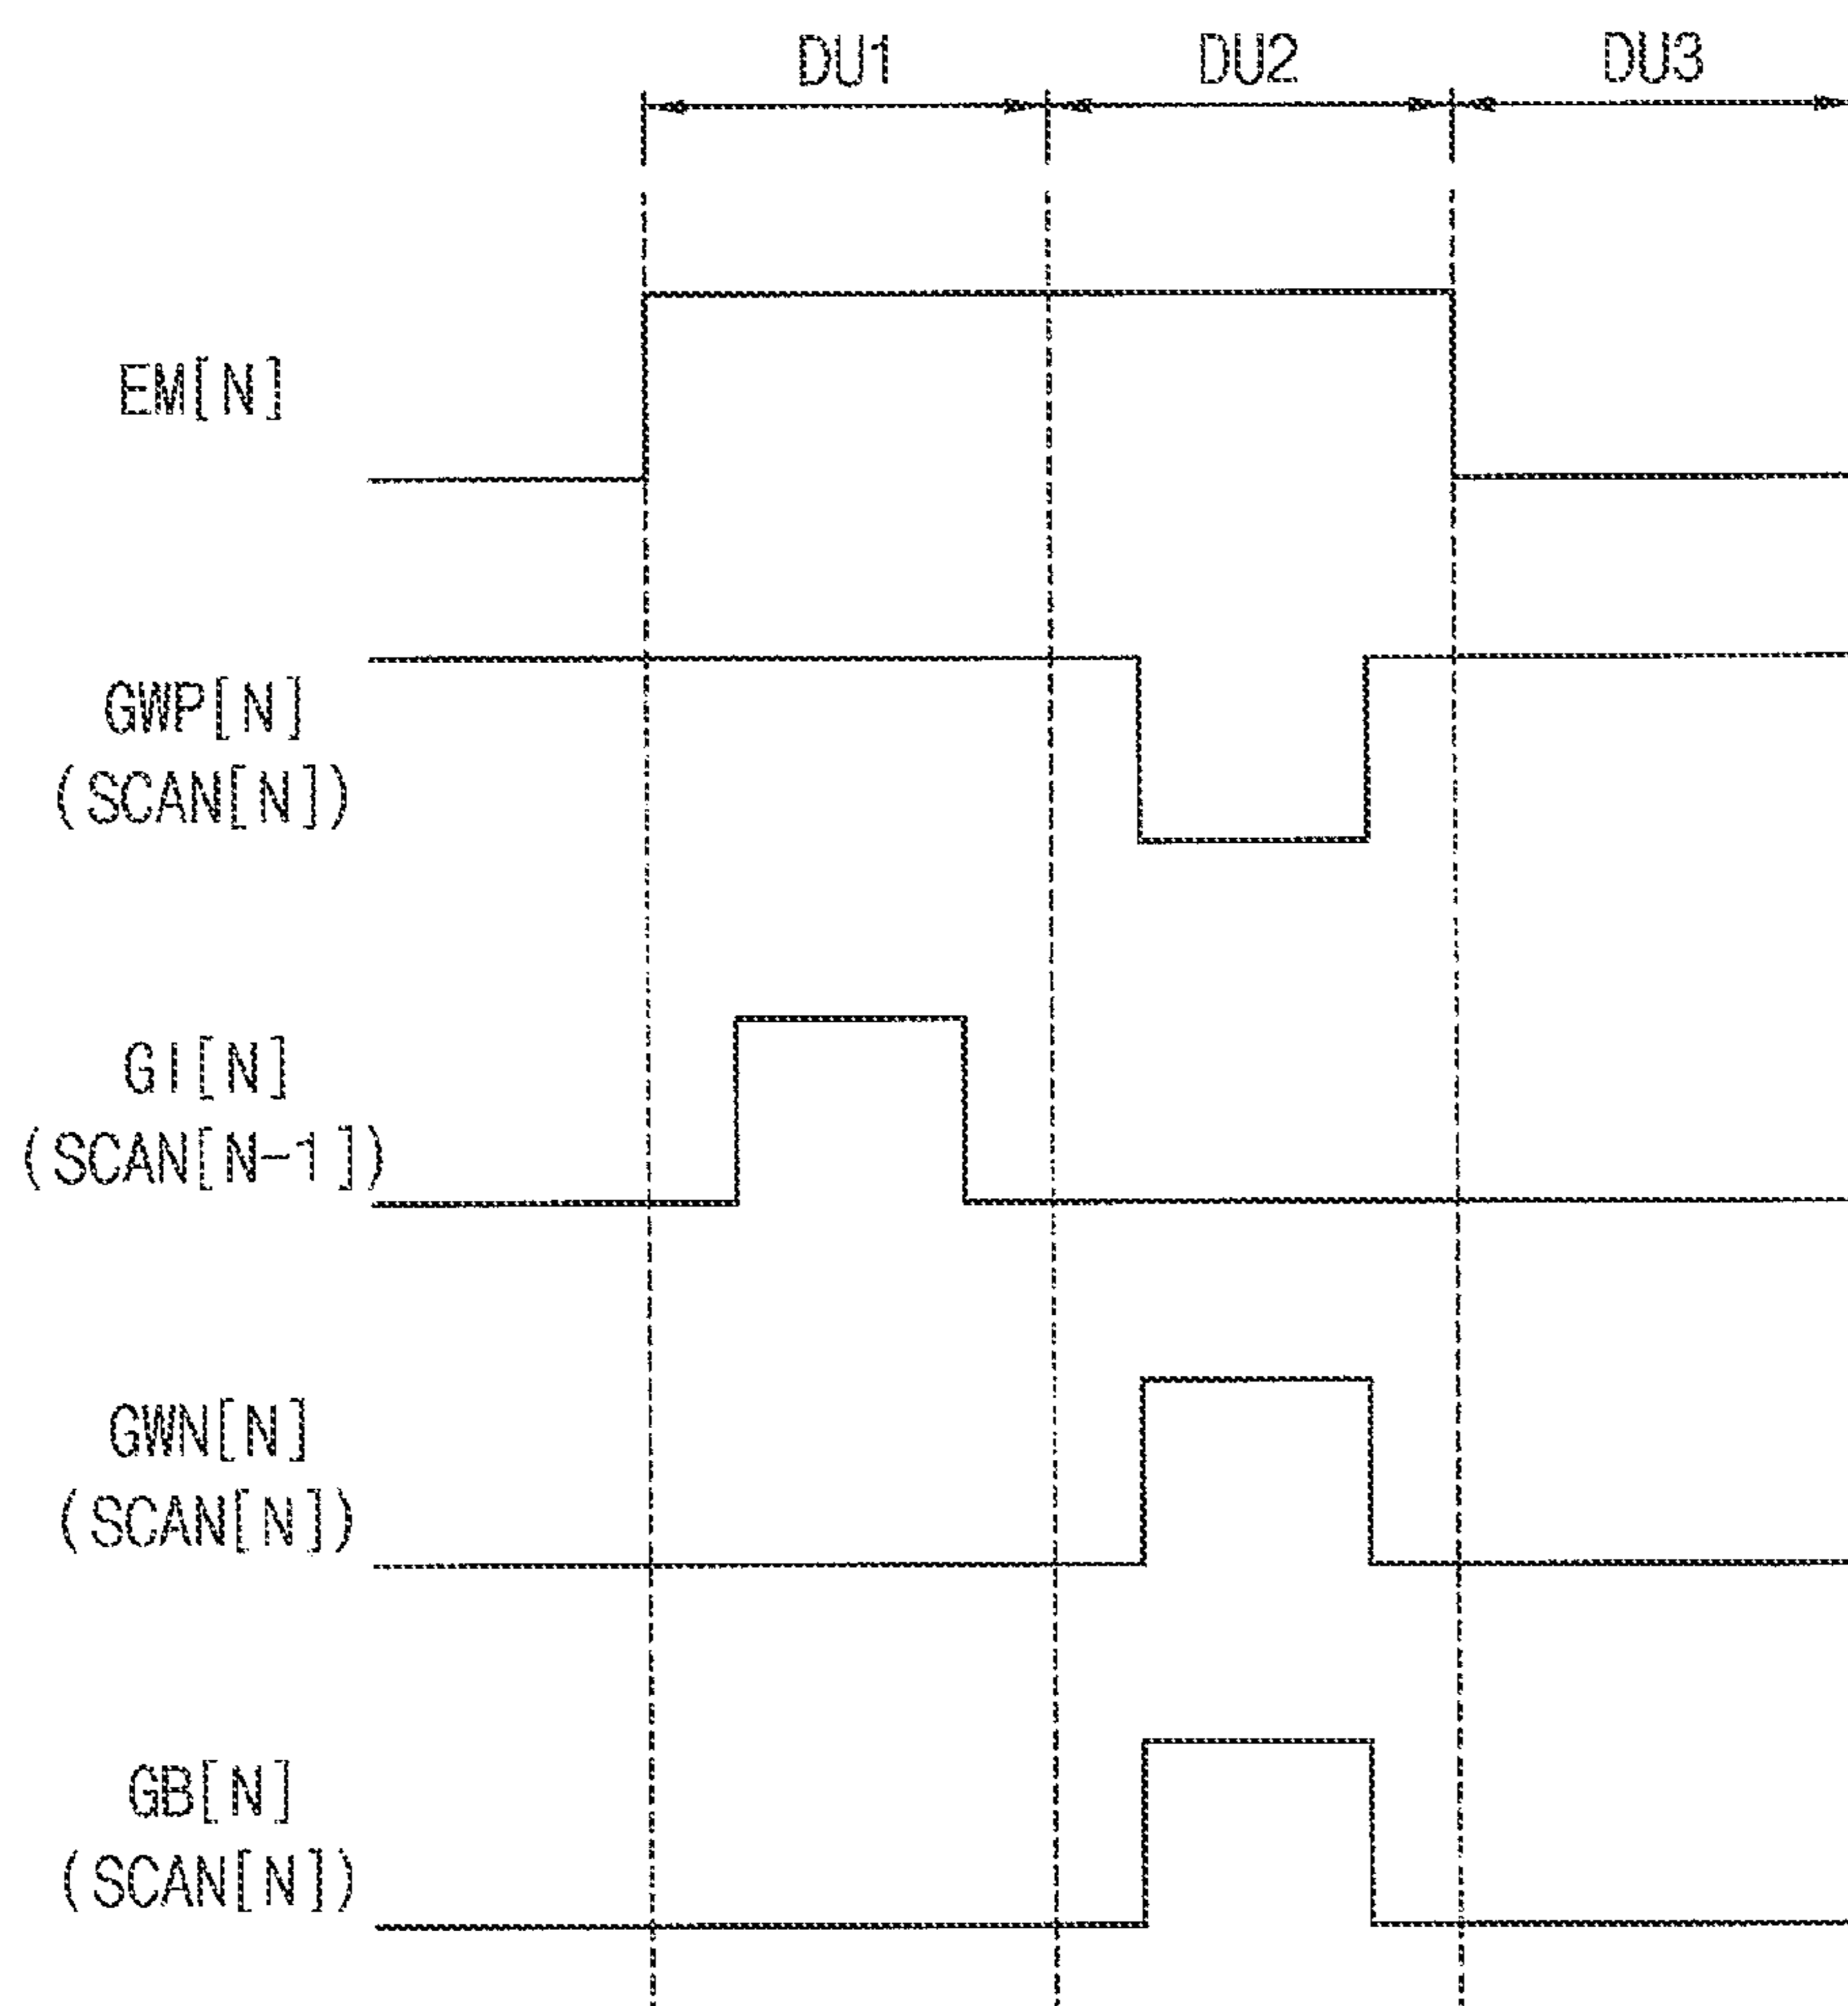 DU1 DU2 DU3
EM[N]
GWP[N]
(SCAN[N])
GI[N]
(SCAN[N-1])
GWN[N]
(SCAN[N])
GB[N]
(SCAN[N])